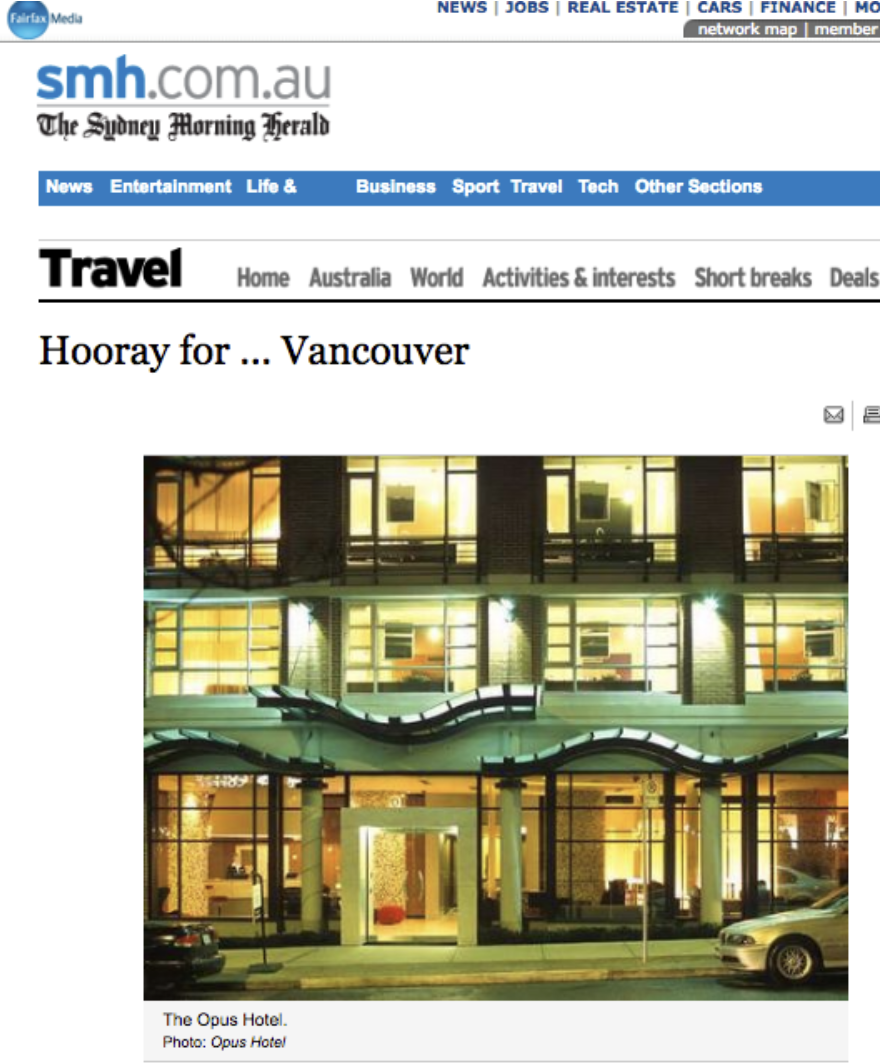 Fairfax Media
NEWS | JOBS | REAL ESTATE | CARS | FINANCE | MO
network map | member
smh.com.au
The Sydney Morning Herald
News Entertainment Life & Business Sport Travel Tech Other Sections
Travel Home Australia World Activities & interests Short breaks Deals
Hooray for ... Vancouver
The Opus Hotel.
Photo: Opus Hotel